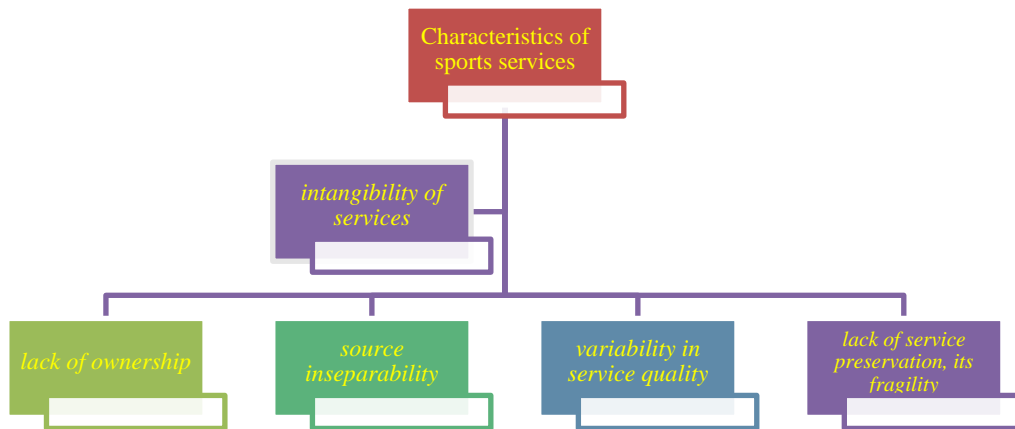 Characteristics of
sports services
intangibility of
services
lack of ownership
source
inseparability
variability in
service quality
lack of service
preservation, its
fragility